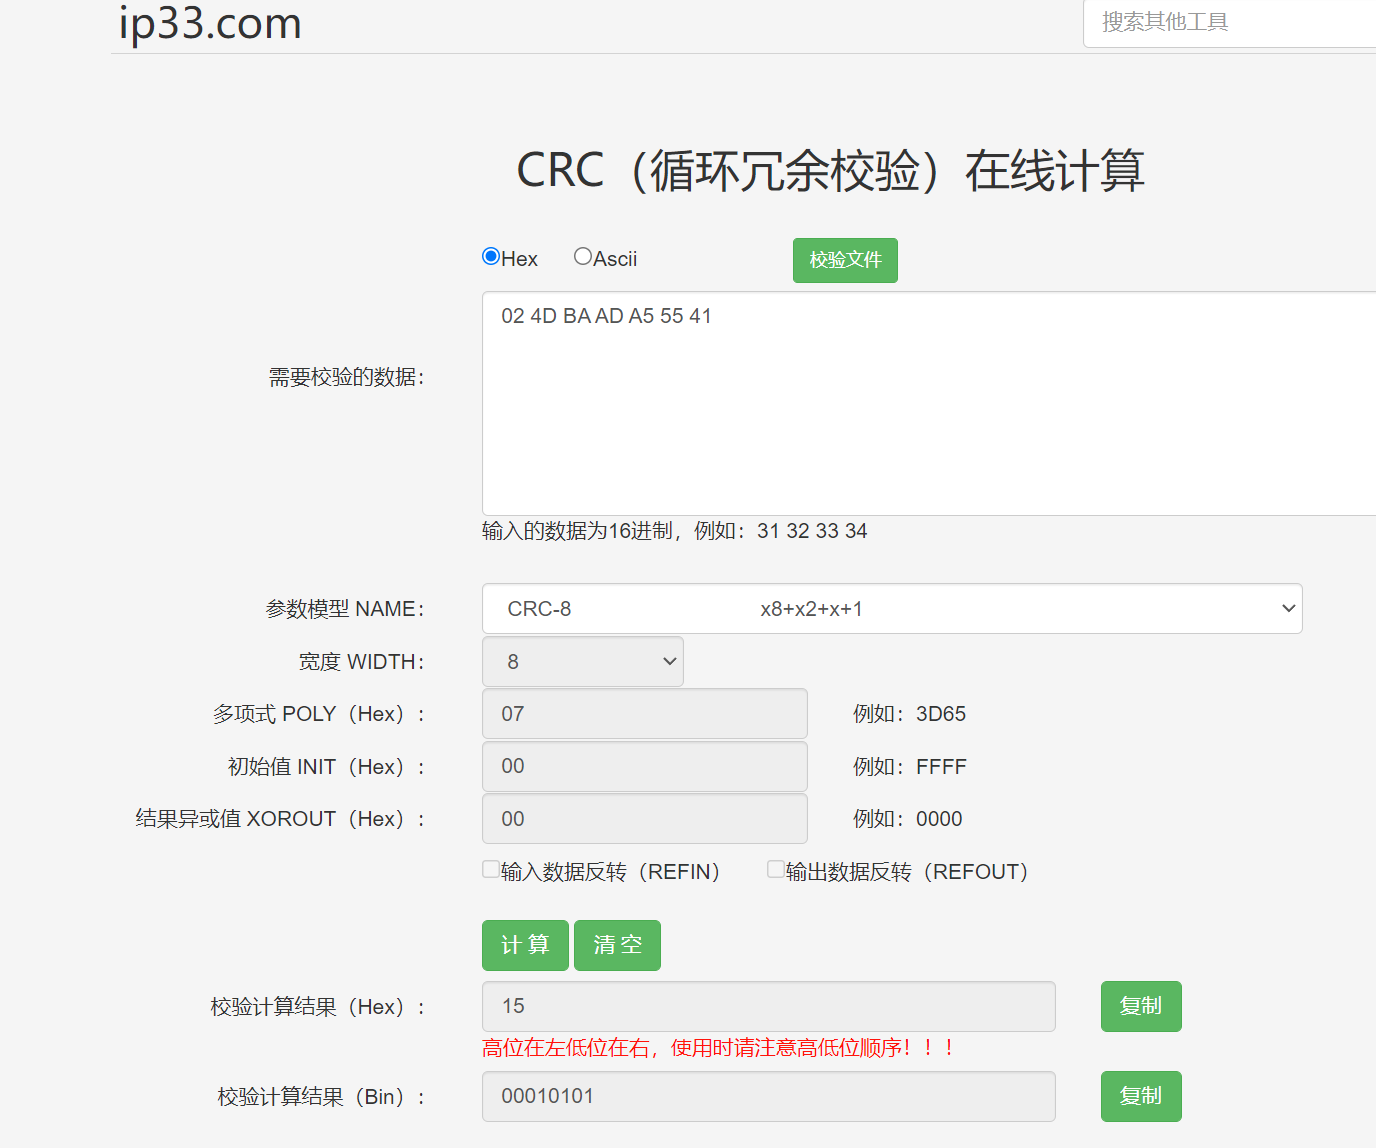 ip33.com
搜索其他工具
CRC（循环冗余校验）在线计算
Hex Ascii 校验文件
02 4D BA AD A5 55 41
需要校验的数据：
输入的数据为16进制，例如：31 32 33 34
参数模型 NAME： CRC-8 x8+x2+x+1
宽度 WIDTH： 8
多项式 POLY（Hex）： 07 例如：3D65
初始值 INIT（Hex）： 00 例如：FFFF
结果异或值 XOROUT（Hex）： 00 例如：0000
输入数据反转（REFIN） 输出数据反转（REFOUT）
计 算 清 空
校验计算结果（Hex）： 15 复制
高位在左低位在右，使用时请注意高低位顺序！！！
校验计算结果（Bin）： 00010101 复制